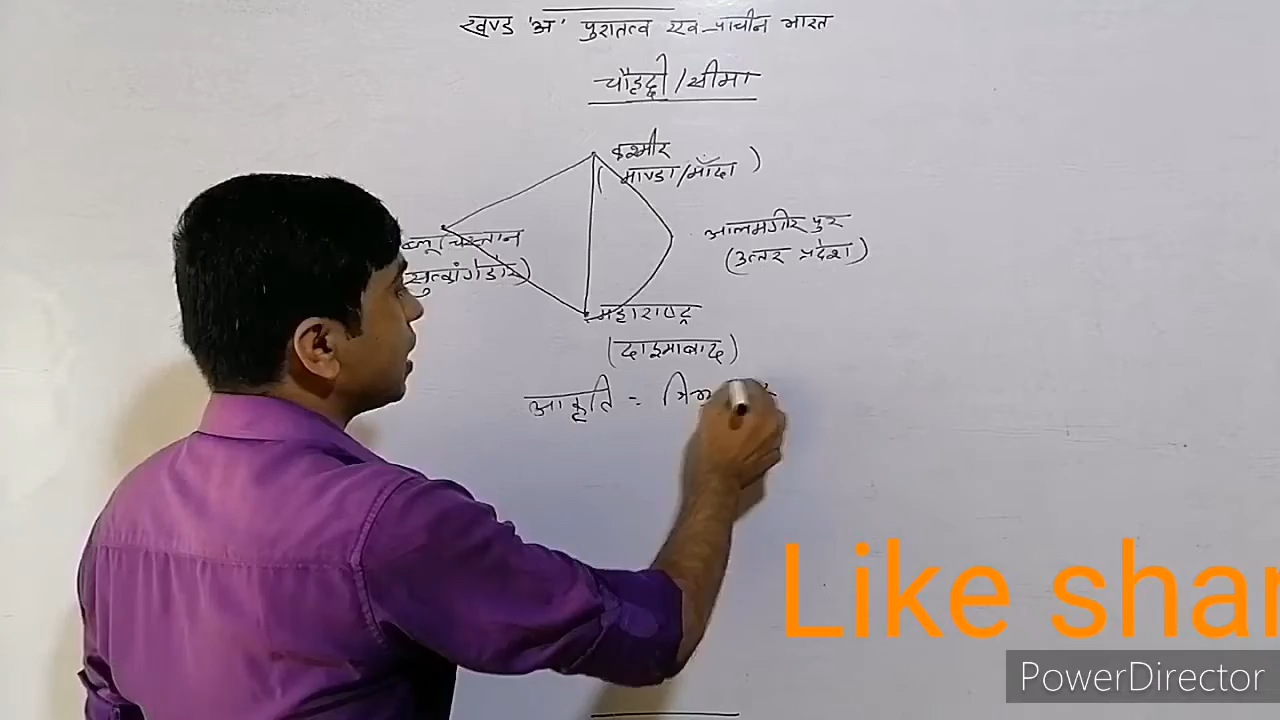 खण्ड 'अ' पुरातत्व एवं प्राचीन भारत
चौहद्दी/सीमा
कश्मीर
(माण्डा/माँदा)
आलमगीरपुर
(उत्तर प्रदेश)
ब्लूचिस्तान
सुत्कांगेडोर)
महाराष्ट्र
(दाइमाबाद)
आकृति =
Like shar
PowerDirector